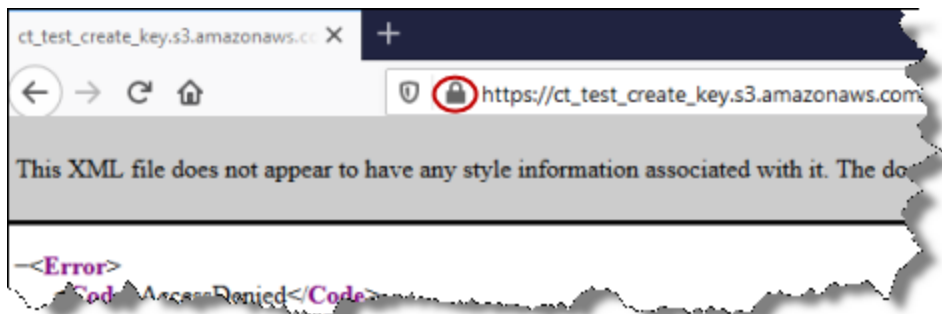 ct_test_create_key.s3.amazonaws.cc
https://ct_test_create_key.s3.amazonaws.com
This XML file does not appear to have any style information associated with it. The do
−<Error>
<Code>AccessDenied</Code>